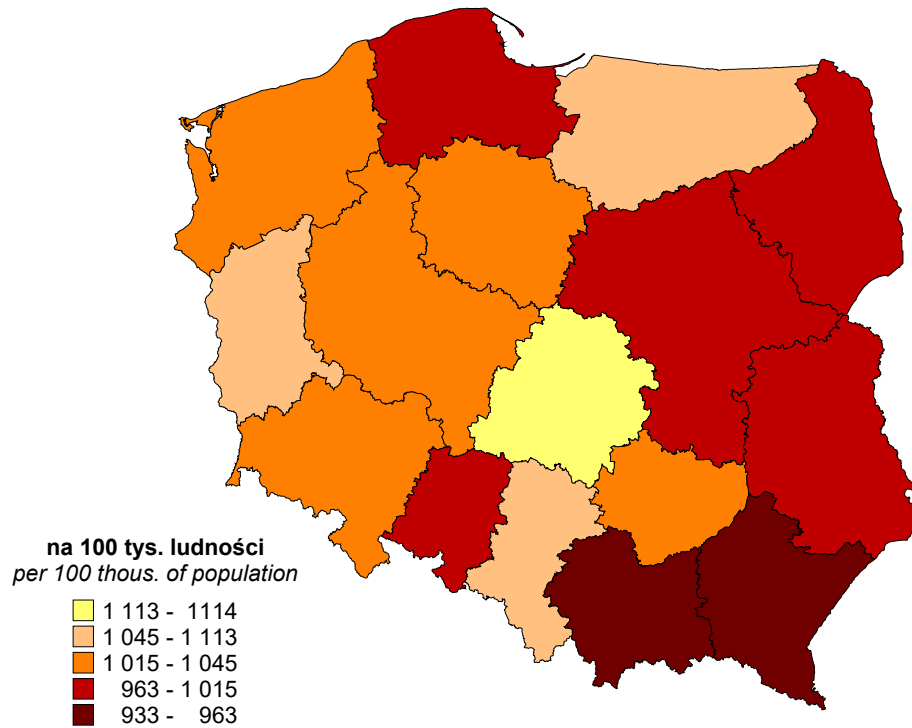 na 100 tys. ludności
per 100 thous. of population
1 113 - 1114
1 045 - 1 113
1 015 - 1 045
963 - 1 015
933 - 963